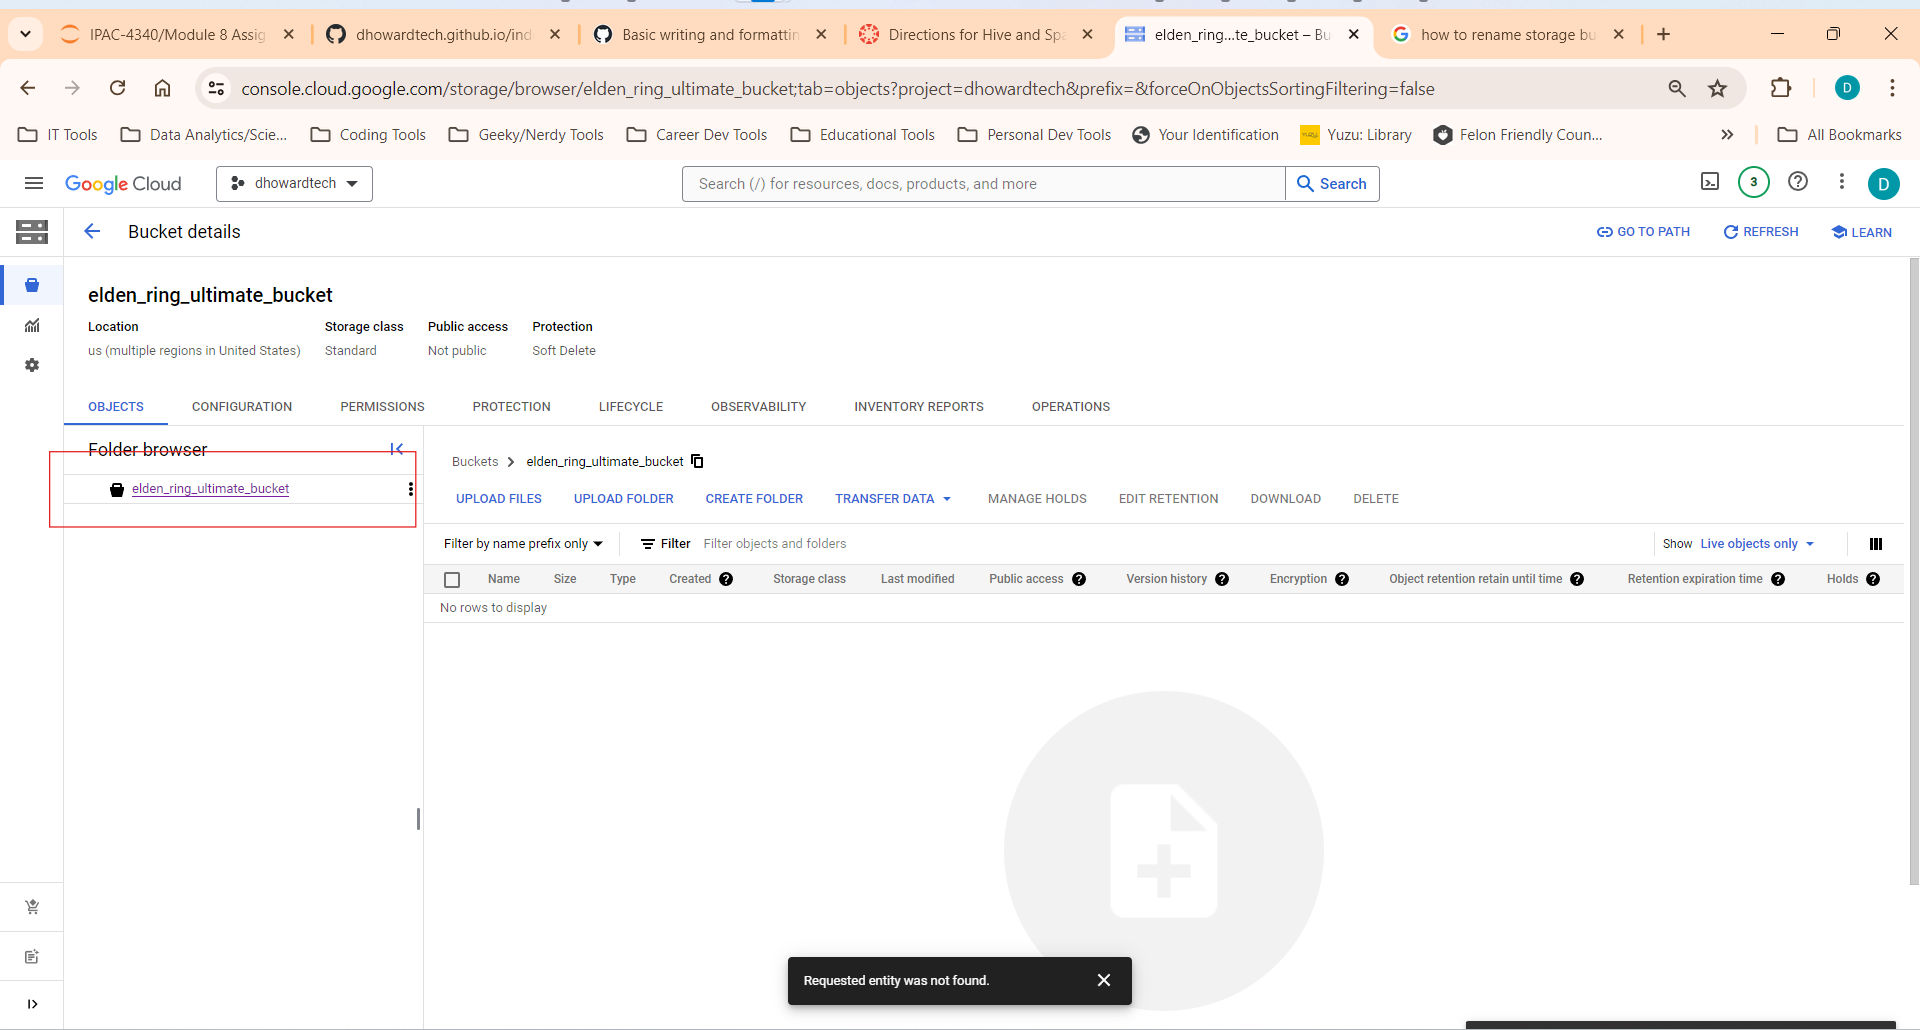 IPAC-4340/Module 8 Assig
dhowardtech.github.io/ind
Basic writing and formattin
Directions for Hive and Spa
elden_ring...te_bucket – Bu
how to rename storage bu
console.cloud.google.com/storage/browser/elden_ring_ultimate_bucket;tab=objects?project=dhowardtech&prefix=&forceOnObjectsSortingFiltering=false
D
IT Tools
Data Analytics/Scie...
Coding Tools
Geeky/Nerdy Tools
Career Dev Tools
Educational Tools
Personal Dev Tools
Your Identification
Yuzu: Library
Felon Friendly Coun...
All Bookmarks
Google Cloud
dhowardtech
Search (/) for resources, docs, products, and more
Search
3
D
Bucket details
GO TO PATH
REFRESH
LEARN
elden_ring_ultimate_bucket
Location
Storage class
Public access
Protection
us (multiple regions in United States)
Standard
Not public
Soft Delete
OBJECTS
CONFIGURATION
PERMISSIONS
PROTECTION
LIFECYCLE
OBSERVABILITY
INVENTORY REPORTS
OPERATIONS
Folder browser
elden_ring_ultimate_bucket
Buckets
elden_ring_ultimate_bucket
UPLOAD FILES
UPLOAD FOLDER
CREATE FOLDER
TRANSFER DATA
MANAGE HOLDS
EDIT RETENTION
DOWNLOAD
DELETE
Filter by name prefix only
Filter
Filter objects and folders
Show
Live objects only
Name
Size
Type
Created
Storage class
Last modified
Public access
Version history
Encryption
Object retention retain until time
Retention expiration time
Holds
No rows to display
Requested entity was not found.